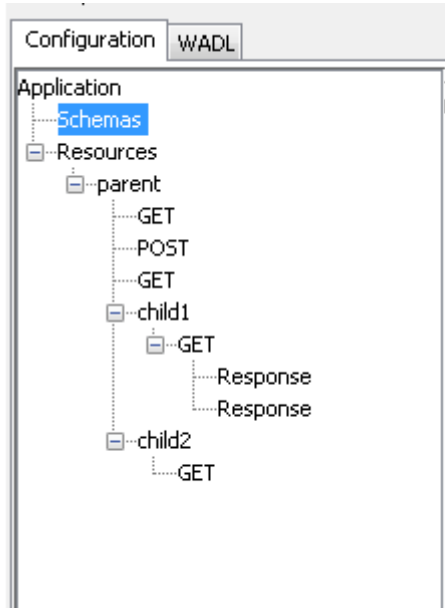 Configuration WADL
Application
Schemas
Resources
parent
GET
POST
GET
child1
GET
Response
Response
child2
GET